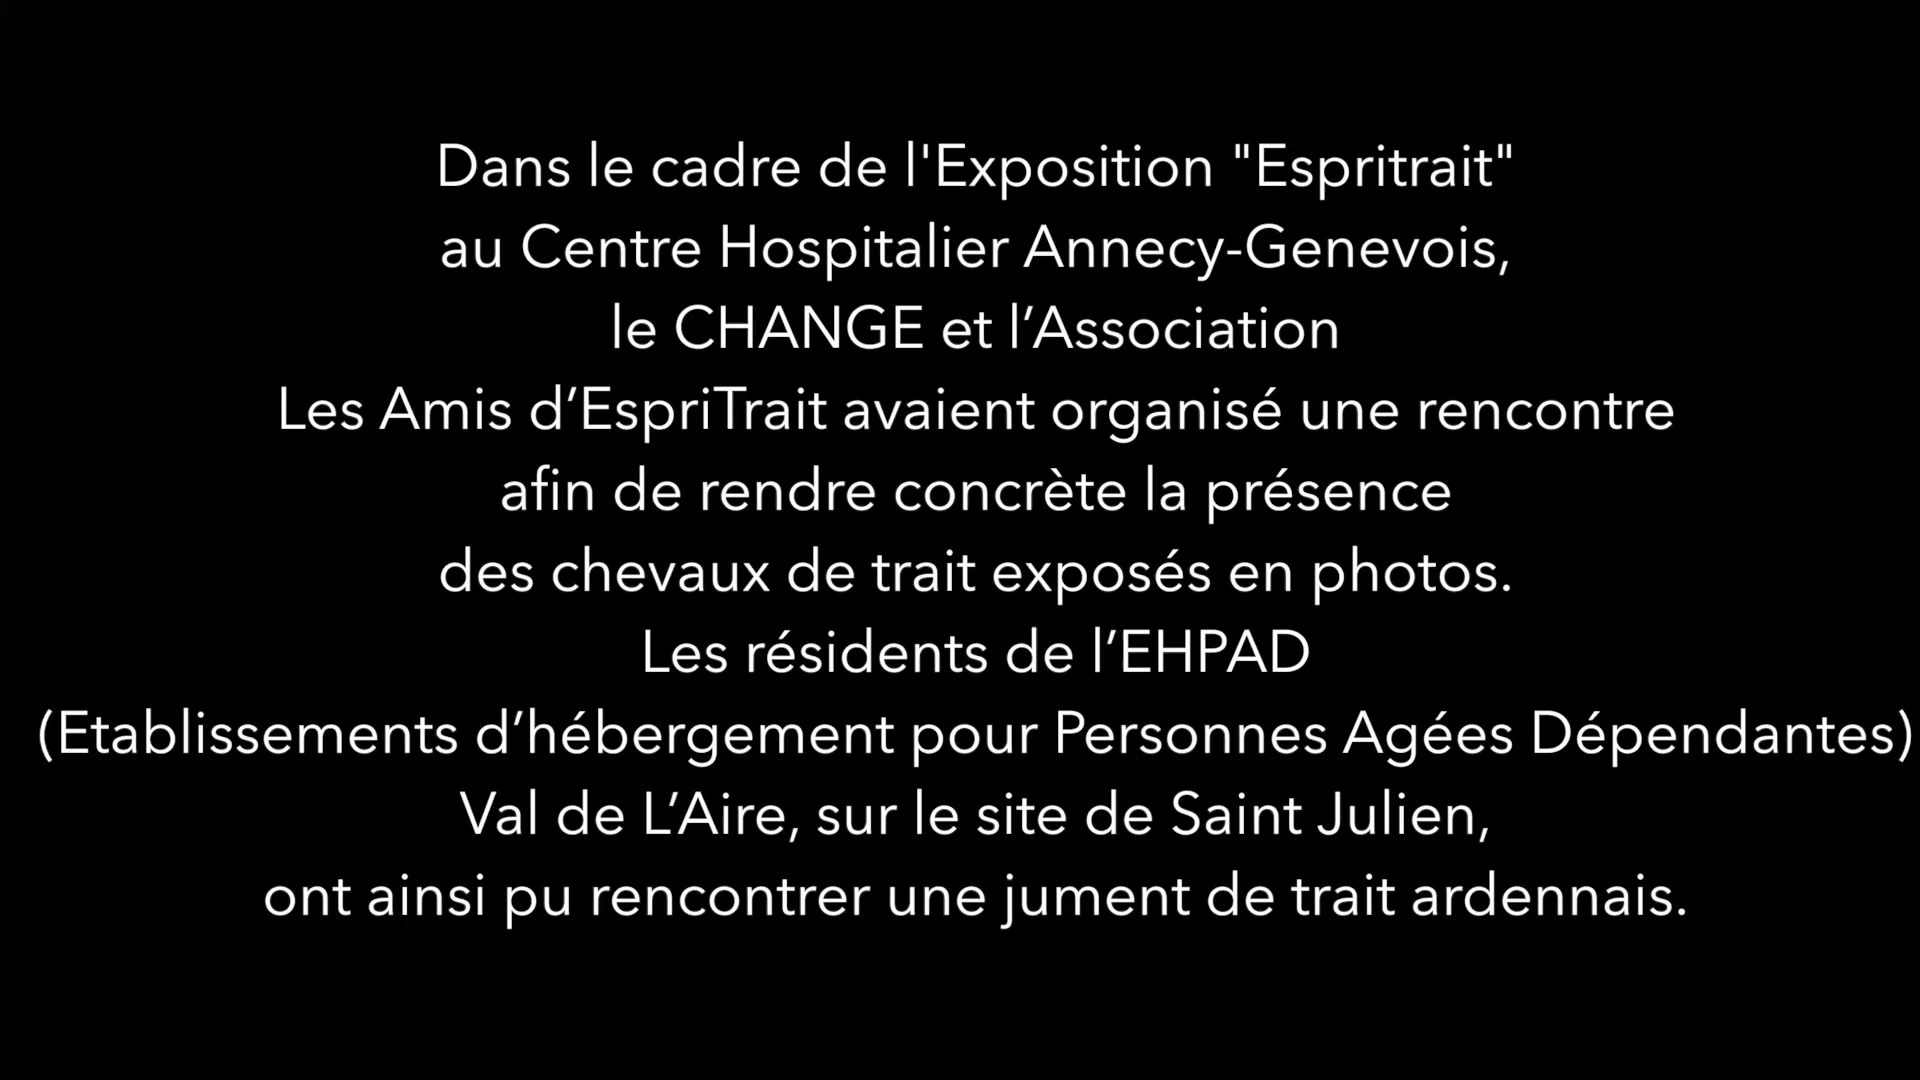 Dans le cadre de l'Exposition "Espritrait"
au Centre Hospitalier Annecy-Genevois,
le CHANGE et l’Association
Les Amis d’EspriTrait avaient organisé une rencontre
afin de rendre concrète la présence
des chevaux de trait exposés en photos.
Les résidents de l’EHPAD
(Etablissements d’hébergement pour Personnes Agées Dépendantes)
Val de L’Aire, sur le site de Saint Julien,
ont ainsi pu rencontrer une jument de trait ardennais.